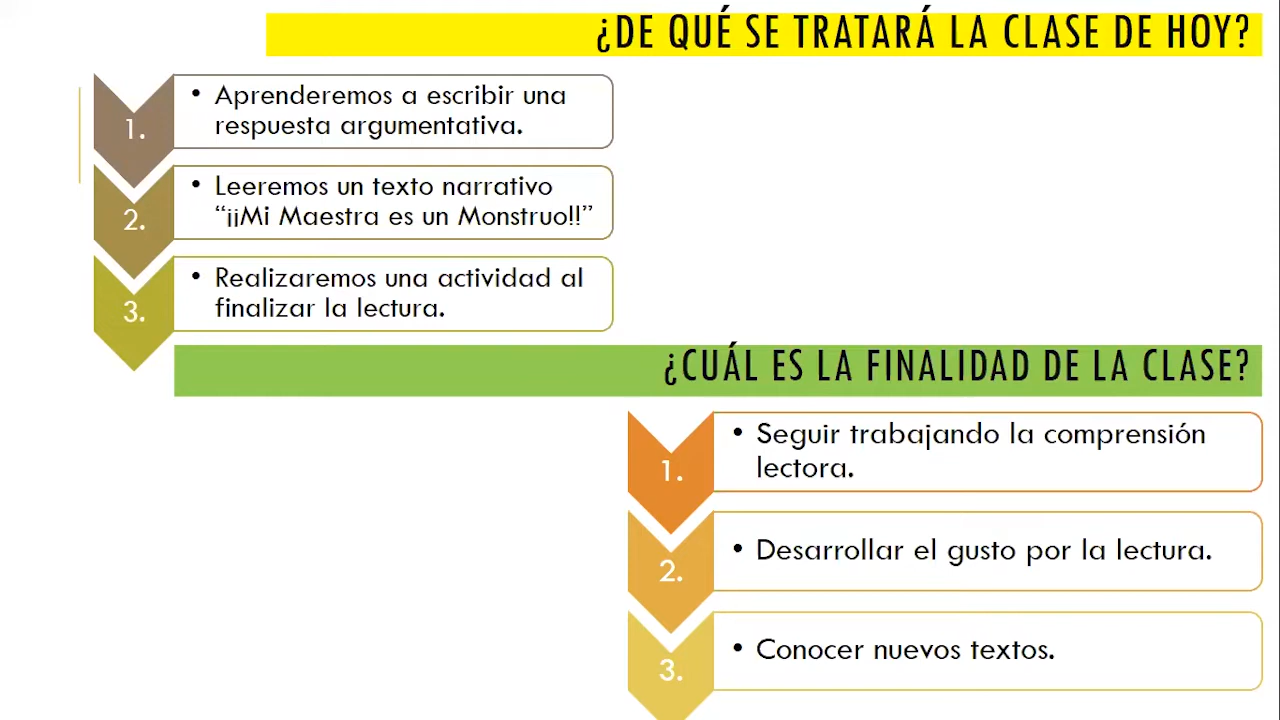 ¿DE QUÉ SE TRATARÁ LA CLASE DE HOY?
1.
• Aprenderemos a escribir una
respuesta argumentativa.
2.
• Leeremos un texto narrativo
“¡¡Mi Maestra es un Monstruo!!”
3.
• Realizaremos una actividad al
finalizar la lectura.
¿CUÁL ES LA FINALIDAD DE LA CLASE?
1.
• Seguir trabajando la comprensión
lectora.
2.
• Desarrollar el gusto por la lectura.
3.
• Conocer nuevos textos.